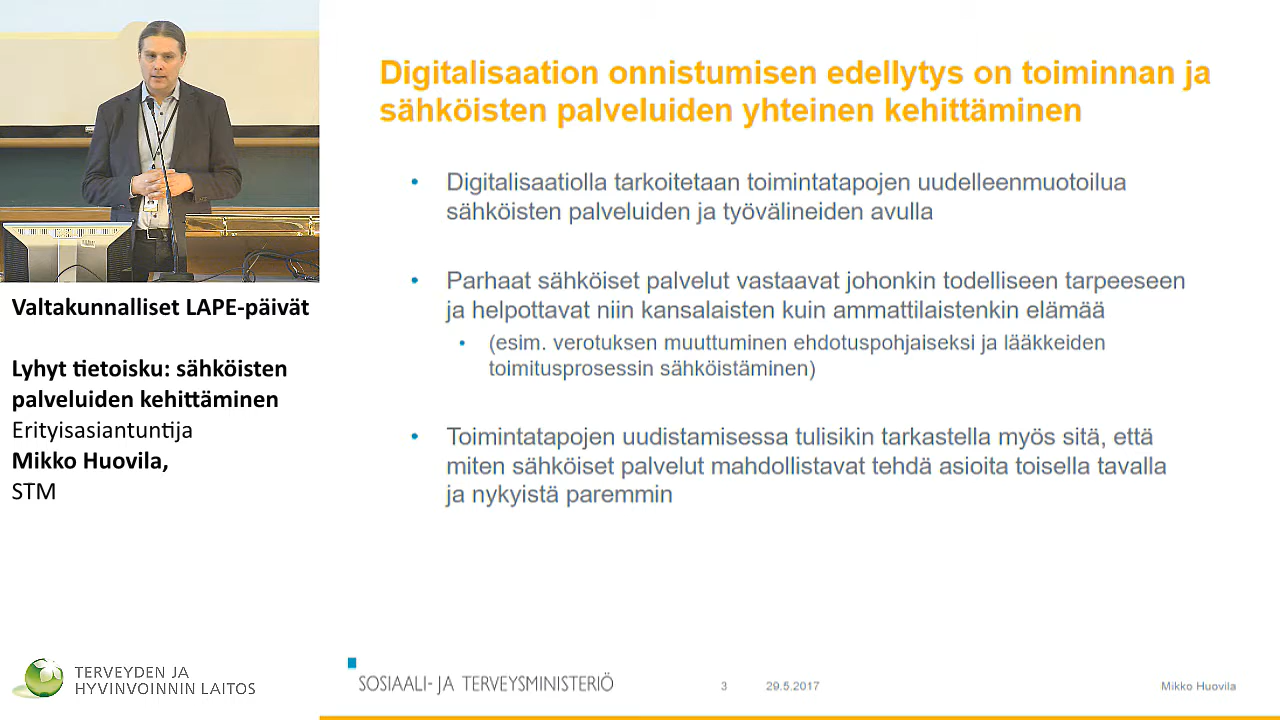 Digitalisaation onnistumisen edellytys on toiminnan ja
sähköisten palveluiden yhteinen kehittäminen
• Digitalisaatiolla tarkoitetaan toimintatapojen uudelleenmuotoilua
sähköisten palveluiden ja työvälineiden avulla
• Parhaat sähköiset palvelut vastaavat johonkin todelliseen tarpeeseen
ja helpottavat niin kansalaisten kuin ammattilaistenkin elämää
• (esim. verotuksen muuttuminen ehdotuspohjaiseksi ja lääkkeiden
toimitusprosessin sähköistäminen)
• Toimintatapojen uudistamisessa tulisikin tarkastella myös sitä, että
miten sähköiset palvelut mahdollistavat tehdä asioita toisella tavalla
ja nykyistä paremmin
Valtakunnalliset LAPE-päivät
Lyhyt tietoisku: sähköisten
palveluiden kehittäminen
Erityisasiantuntija
Mikko Huovila,
STM
TERVEYDEN JA
HYVINVOINNIN LAITOS
SOSIAALI- JA TERVEYSMINISTERIÖ
3
29.5.2017
Mikko Huovila